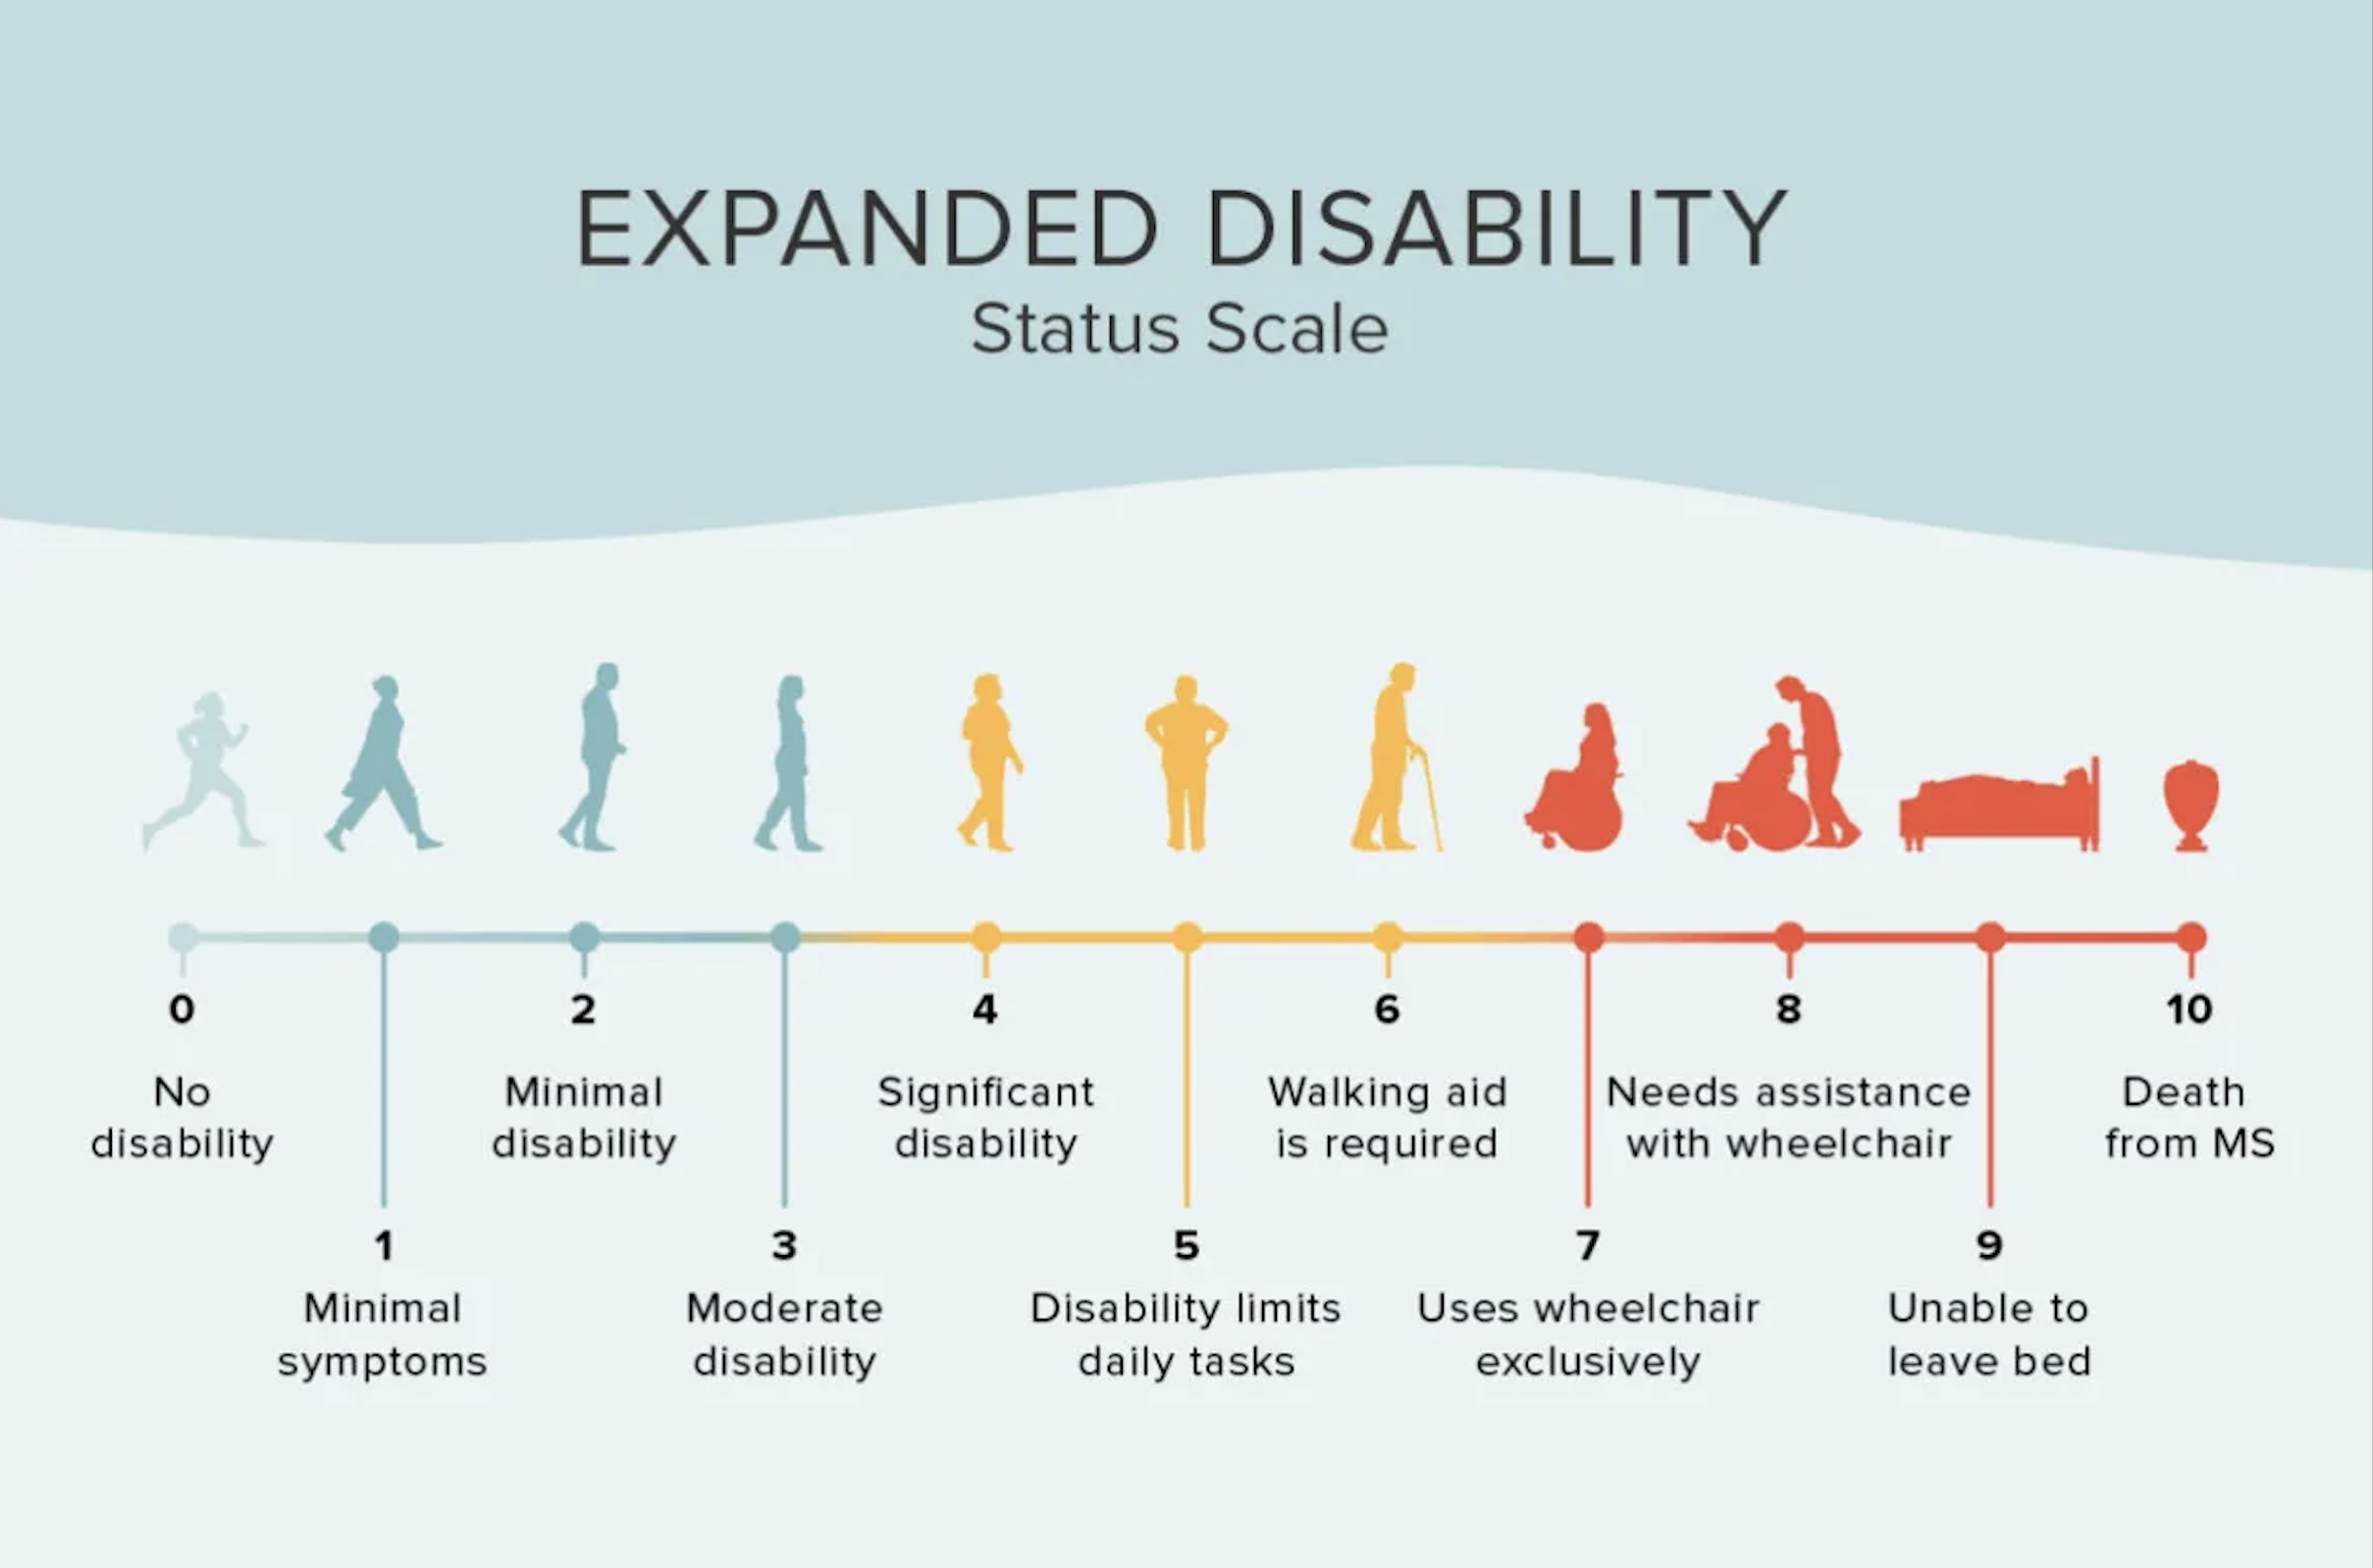 EXPANDED DISABILITY
Status Scale
0
No
disability
1
Minimal
symptoms
2
Minimal
disability
3
Moderate
disability
4
Significant
disability
5
Disability limits
daily tasks
6
Walking aid
is required
7
Uses wheelchair
exclusively
8
Needs assistance
with wheelchair
9
Unable to
leave bed
10
Death
from MS